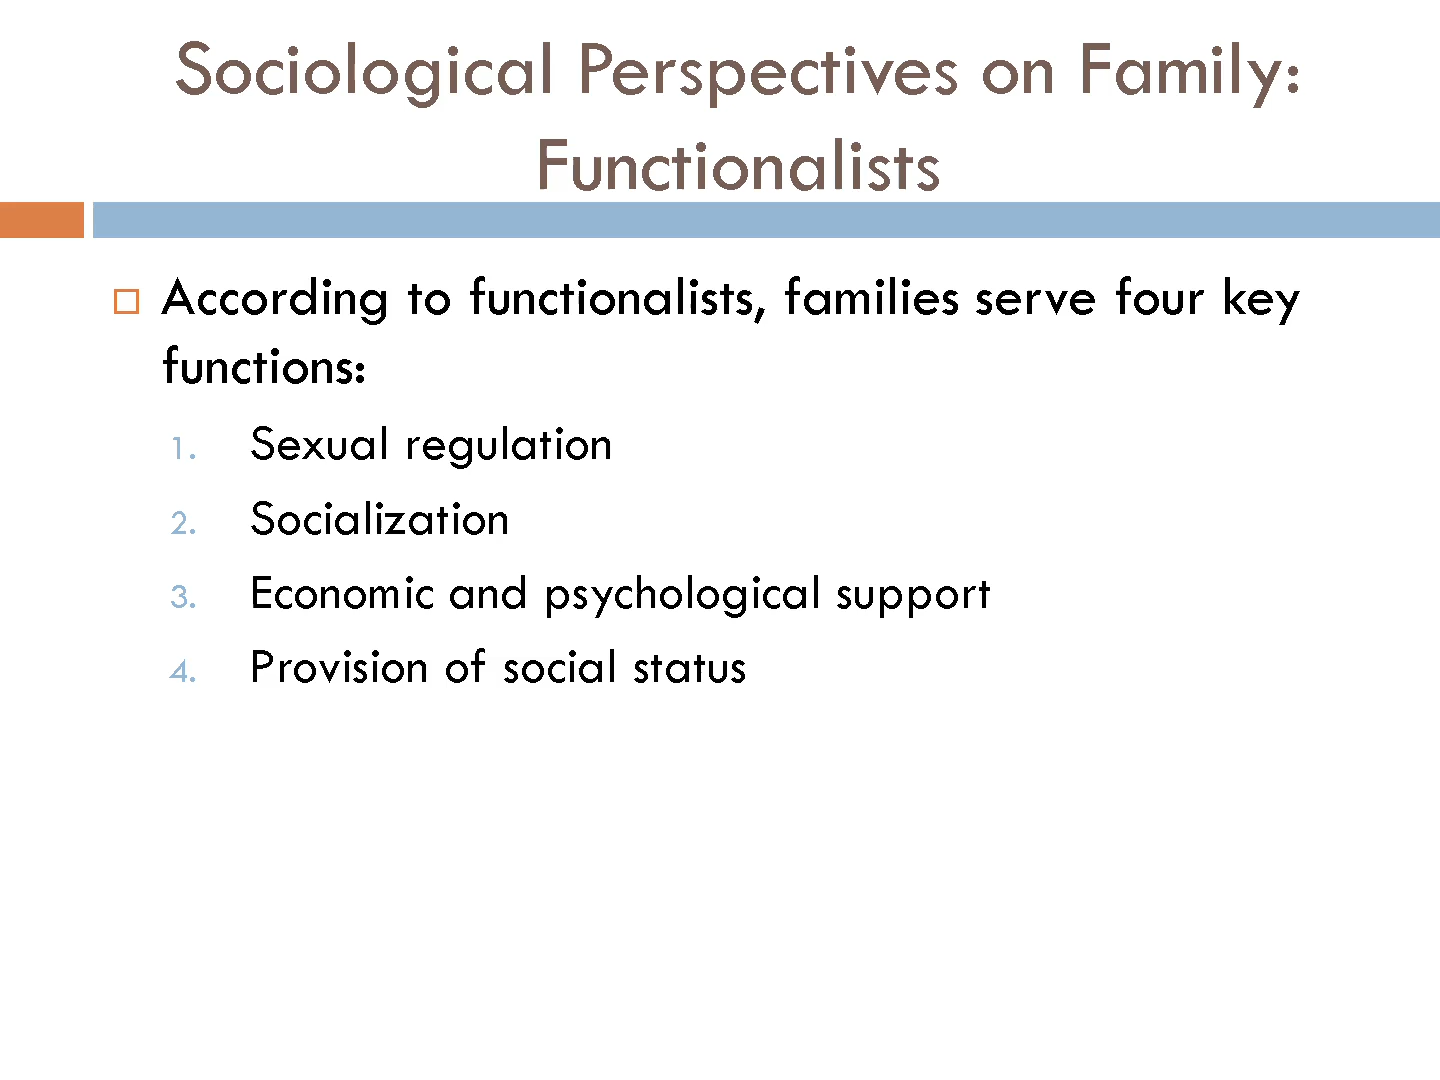 Sociological Perspectives on Family:
Functionalists
According to functionalists, families serve four key
functions:
1. Sexual regulation
2. Socialization
3. Economic and psychological support
4. Provision of social status